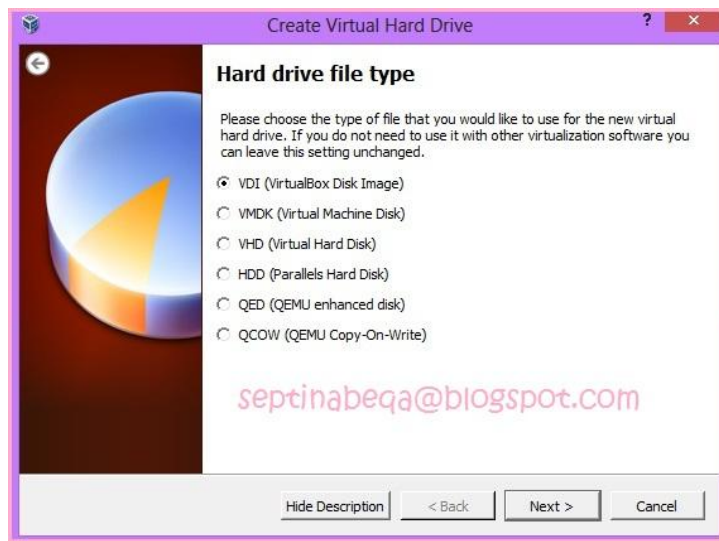 Create Virtual Hard Drive
?
×
Hard drive file type
Please choose the type of file that you would like to use for the new virtual
hard drive. If you do not need to use it with other virtualization software you
can leave this setting unchanged.
VDI (VirtualBox Disk Image)
VMDK (Virtual Machine Disk)
VHD (Virtual Hard Disk)
HDD (Parallels Hard Disk)
QED (QEMU enhanced disk)
QCOW (QEMU Copy-On-Write)
septinabeqa@blogspot.com
Hide Description < Back Next > Cancel